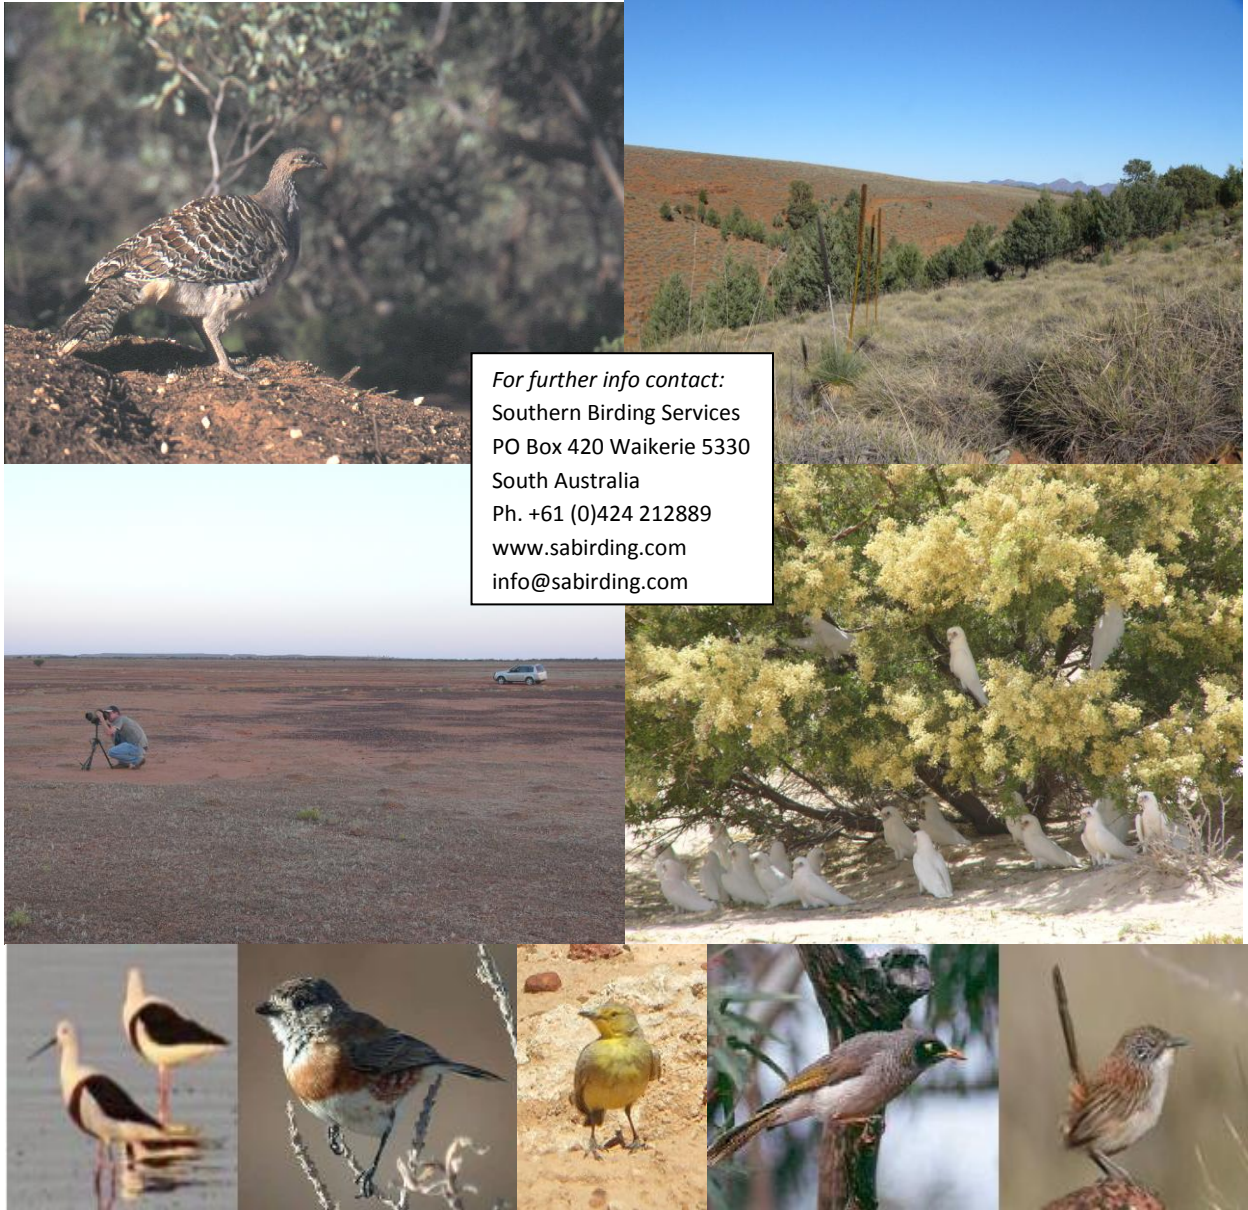 For further info contact:
Southern Birding Services
PO Box 420 Waikerie 5330
South Australia
Ph. +61 (0)424 212889
www.sabirding.com
info@sabirding.com